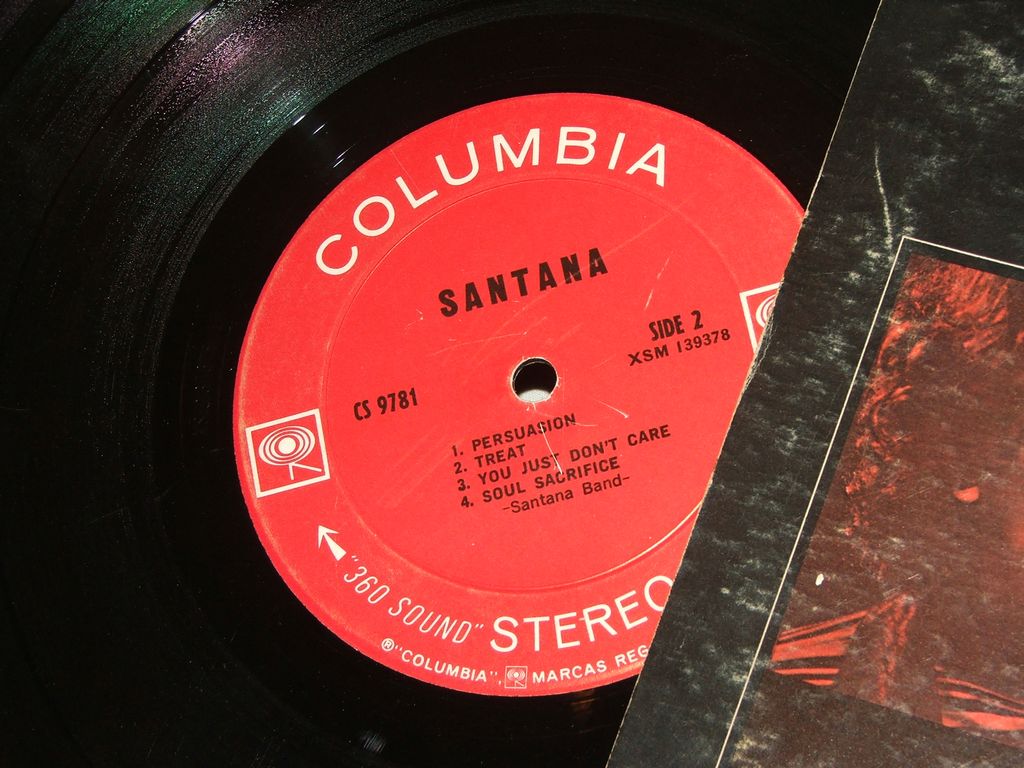 COLUMBIA
SANTANA
SIDE 2
XSM 139378
CS 9781
1. PERSUASION
2. TREAT
3. YOU JUST DON'T CARE
4. SOUL SACRIFICE
-Santana Band-
"360 SOUND" STEREO
®"COLUMBIA", MARCAS REG